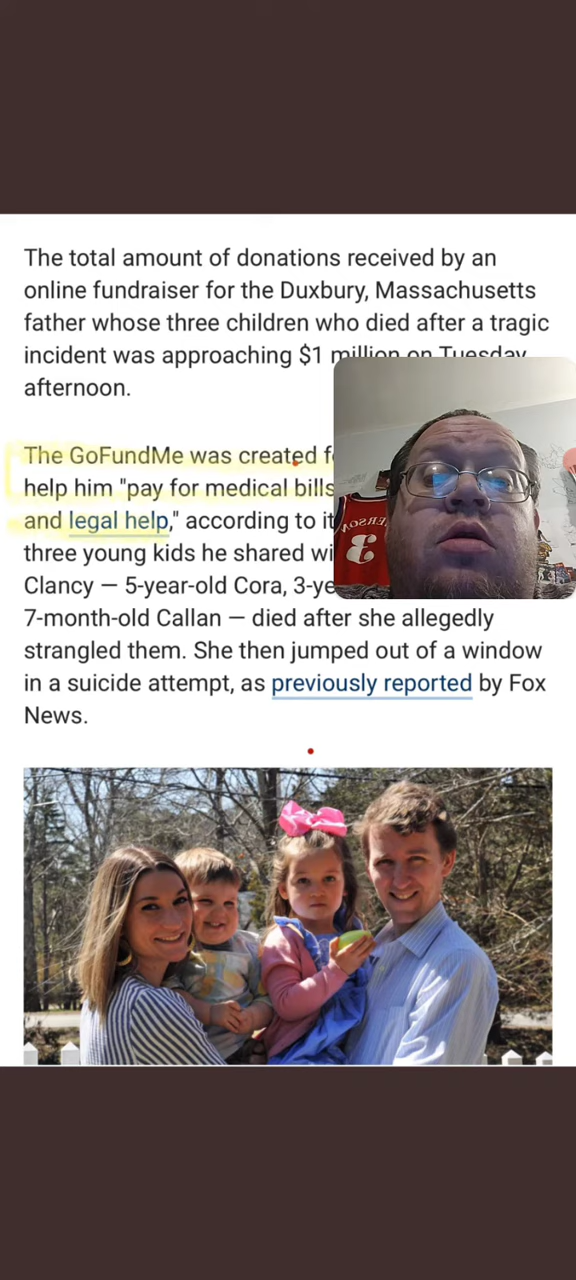 The total amount of donations received by an
online fundraiser for the Duxbury, Massachusetts
father whose three children who died after a tragic
incident was approaching $1 million on Tuesday
afternoon.
The GoFundMe was created
help him "pay for medical bills
and legal help," according to
three young kids he shared
Clancy — 5-year-old Cora,
7-month-old Callan — died after she allegedly
strangled them. She then jumped out of a window
in a suicide attempt, as previously reported by Fox
News.
3